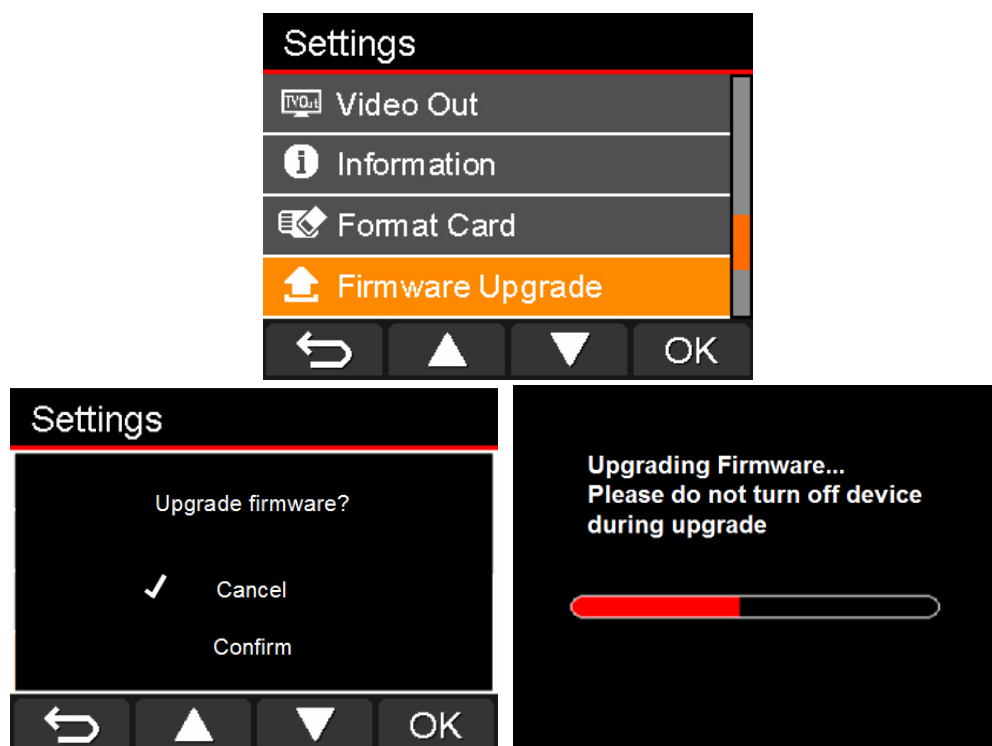 Settings
TVOut Video Out
Information
Format Card
Firmware Upgrade
OK
Settings
Upgrade firmware?
Cancel
Confirm
OK
Upgrading Firmware...
Please do not turn off device
during upgrade